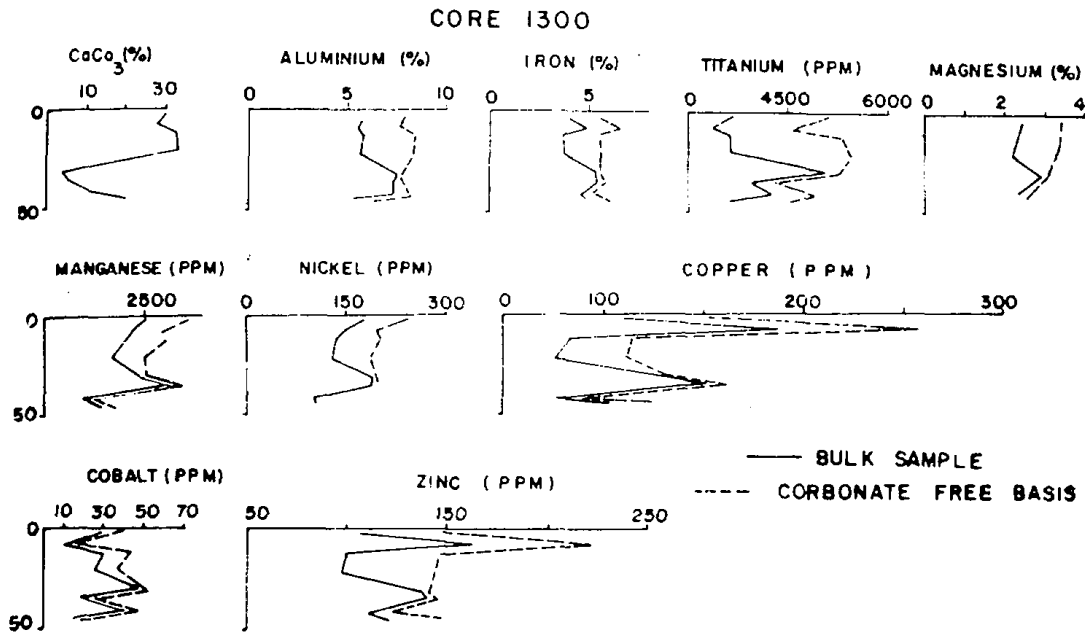 CORE 1300
CaCo3(%) ALUMINIUM (%) IRON (%) TITANIUM (PPM) MAGNESIUM (%)
10 30 0 5 10 0 5 0 4500 6000 0 2 4
0
50
MANGANESE (PPM) NICKEL (PPM) COPPER (PPM)
2500 0 150 300 0 100 200 300
0
50
COBALT (PPM) ZINC (PPM)
10 30 50 70 50 150 250
0
50
BULK SAMPLE
CORBONATE FREE BASIS